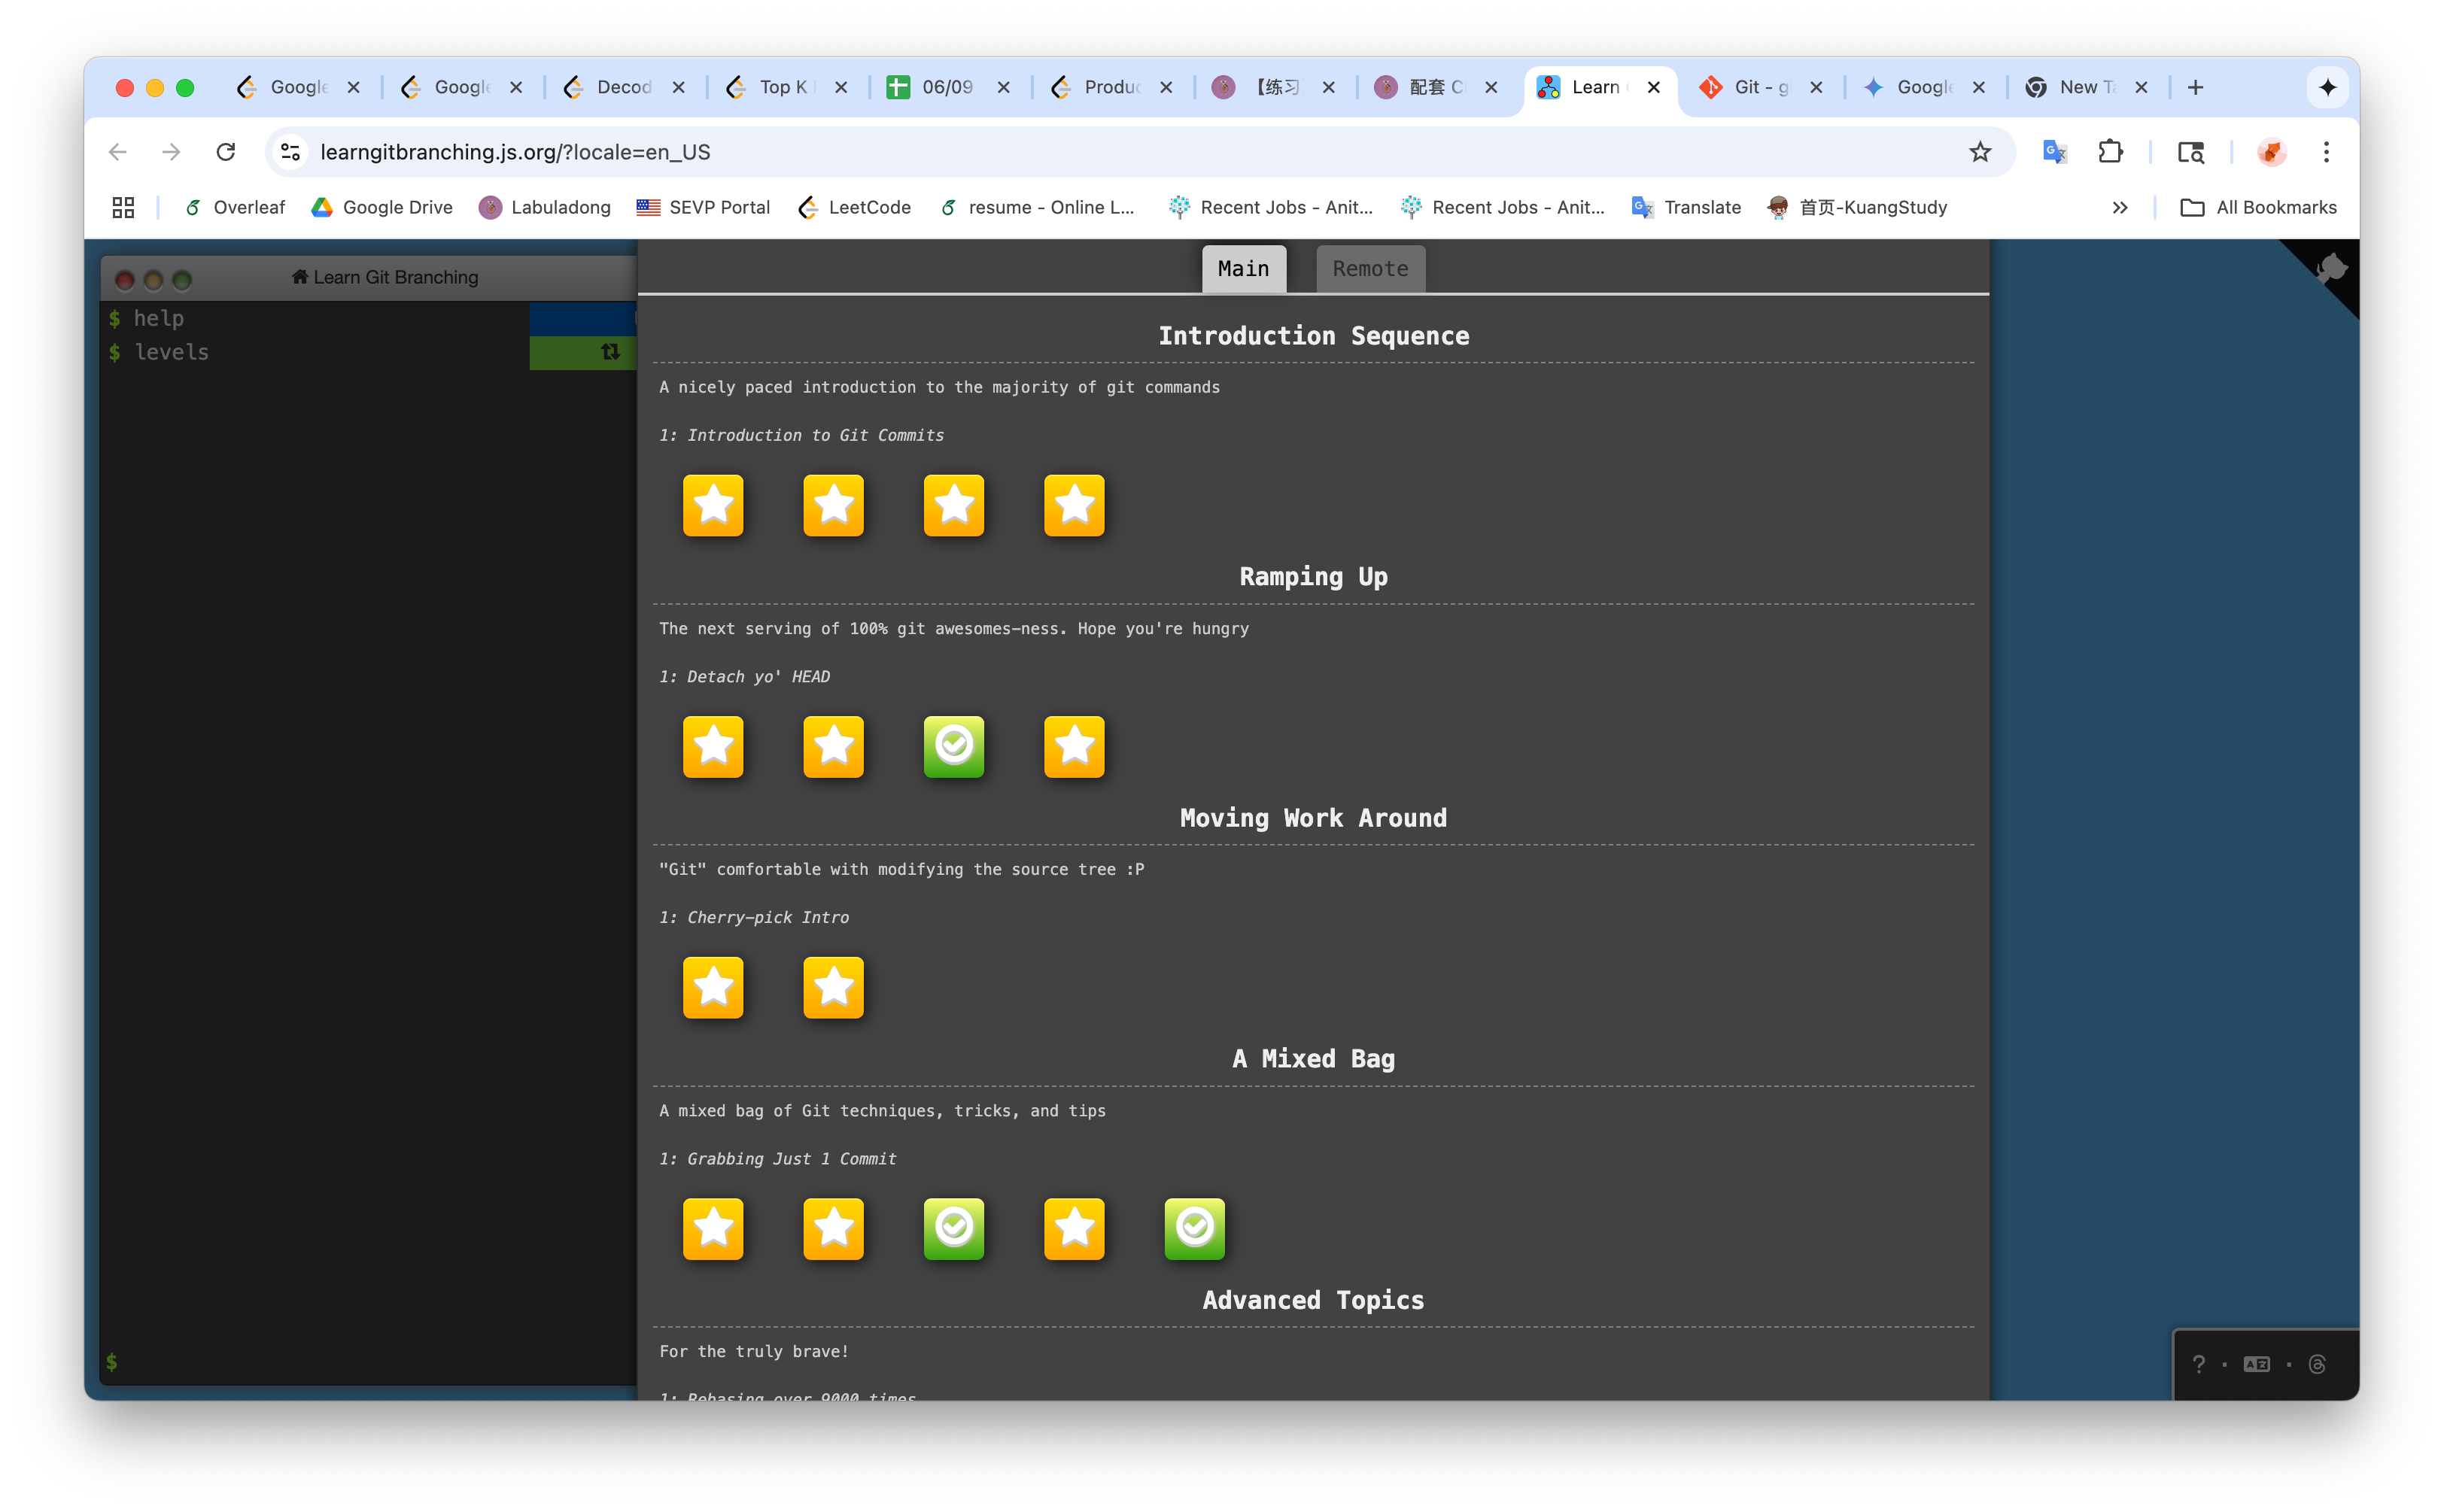 Google
Google
Decod
Top K
06/09
Produc
【练习
配套 C
Learn
Git - g
Google
New Ta
learngitbranching.js.org/?locale=en_US
Overleaf
Google Drive
Labuladong
SEVP Portal
LeetCode
resume - Online L...
Recent Jobs - Anit...
Recent Jobs - Anit...
Translate
首页-KuangStudy
All Bookmarks
Learn Git Branching
$ help
$ levels
$
Main
Remote
Introduction Sequence
A nicely paced introduction to the majority of git commands
1: Introduction to Git Commits
Ramping Up
The next serving of 100% git awesomes-ness. Hope you're hungry
1: Detach yo' HEAD
Moving Work Around
"Git" comfortable with modifying the source tree :P
1: Cherry-pick Intro
A Mixed Bag
A mixed bag of Git techniques, tricks, and tips
1: Grabbing Just 1 Commit
Advanced Topics
For the truly brave!
1: Rebasing over 9000 times